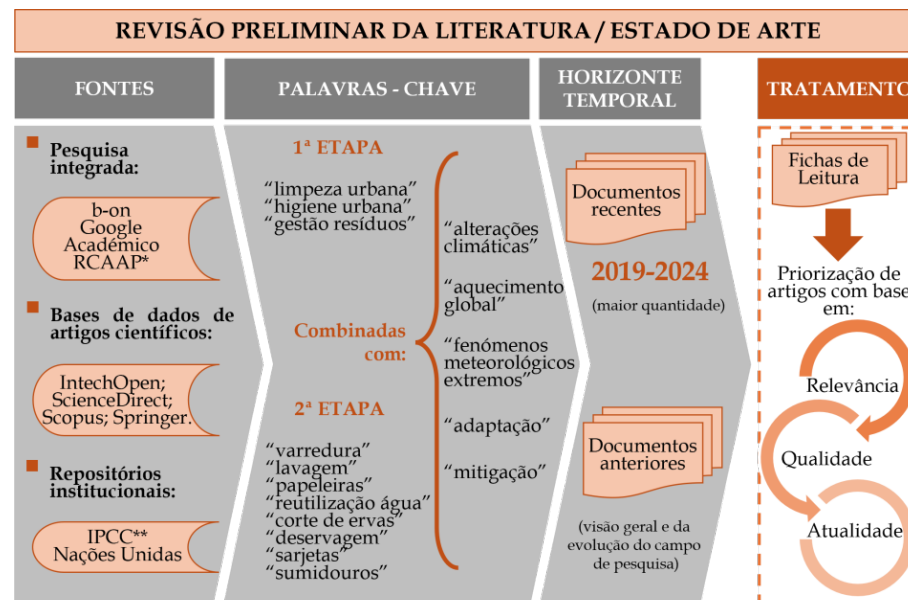 REVISÃO PRELIMINAR DA LITERATURA / ESTADO DE ARTE
FONTES
■ Pesquisa
integrada:
b-on
Google
Académico
RCAAP*
■ Bases de dados de
artigos científicos:
IntechOpen;
ScienceDirect;
Scopus; Springer.
■ Repositórios
institucionais:
IPCC**
Nações Unidas
PALAVRAS - CHAVE
1ª ETAPA
“limpeza urbana”
“higiene urbana”
“gestão resíduos”
Combinadas
com:
2ª ETAPA
“varredura”
“lavagem”
“papeleiras”
“reutilização água”
“corte de ervas”
“deservagem”
“sarjetas”
“sumidouros”
“alterações
climáticas”
“aquecimento
global”
“fenómenos
meteorológicos
extremos”
“adaptação”
“mitigação”
HORIZONTE
TEMPORAL
Documentos
recentes
2019-2024
(maior quantidade)
Documentos
anteriores
(visão geral e da
evolução do campo
de pesquisa)
TRATAMENTO
Fichas de
Leitura
Priorização de
artigos com base
em:
Relevância
Qualidade
Atualidade